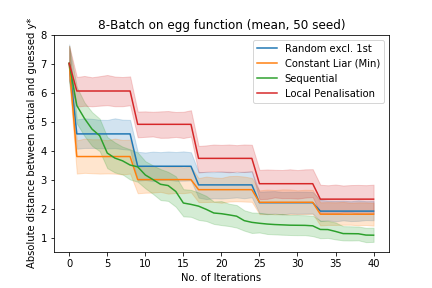 8-Batch on egg function (mean, 50 seed)
Absolute distance between actual and guessed y*
8
7
6
5
4
3
2
1
Random excl. 1st
Constant Liar (Min)
Sequential
Local Penalisation
0 5 10 15 20 25 30 35 40
No. of Iterations